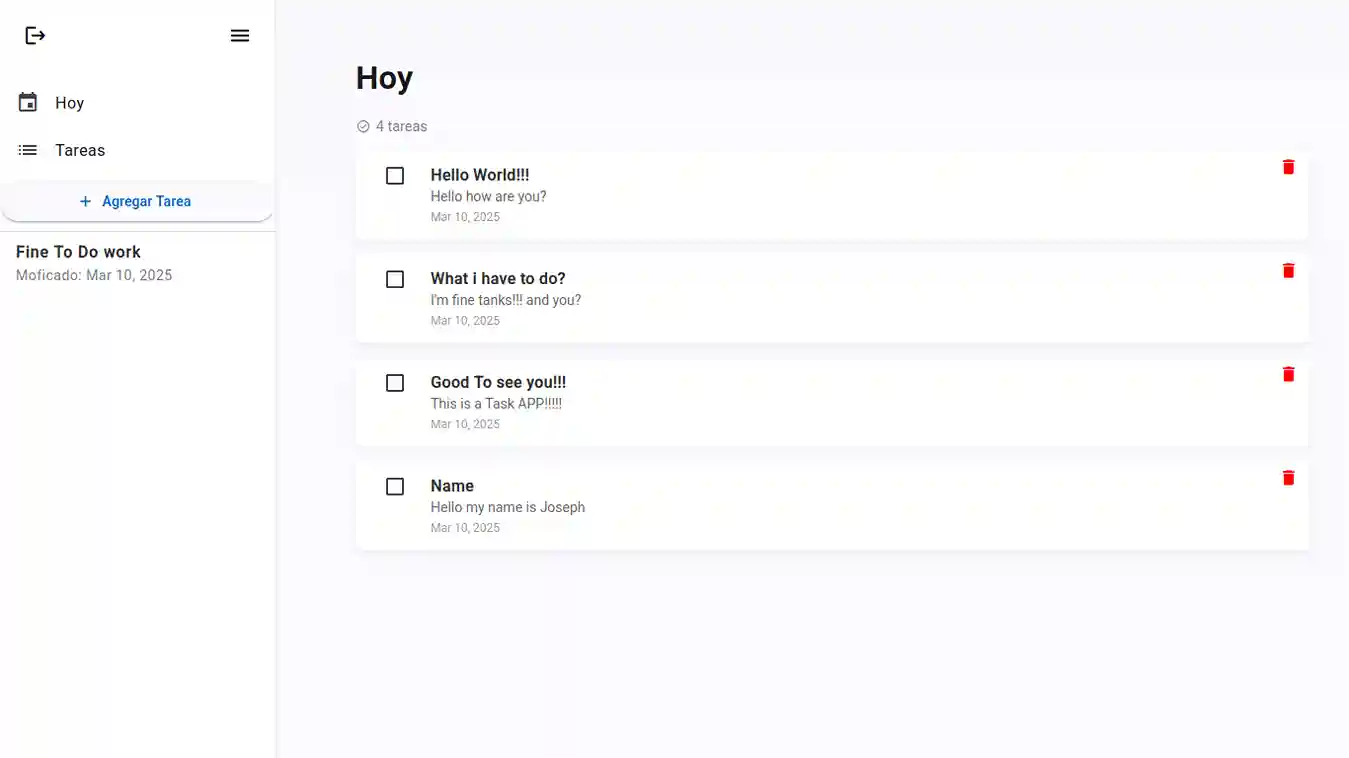 Hoy
Tareas
Agregar Tarea
Fine To Do work
Moficado: Mar 10, 2025
Hoy
4 tareas
Hello World!!!
Hello how are you?
Mar 10, 2025
What i have to do?
I'm fine tanks!!! and you?
Mar 10, 2025
Good To see you!!!
This is a Task APP!!!!!
Mar 10, 2025
Name
Hello my name is Joseph
Mar 10, 2025